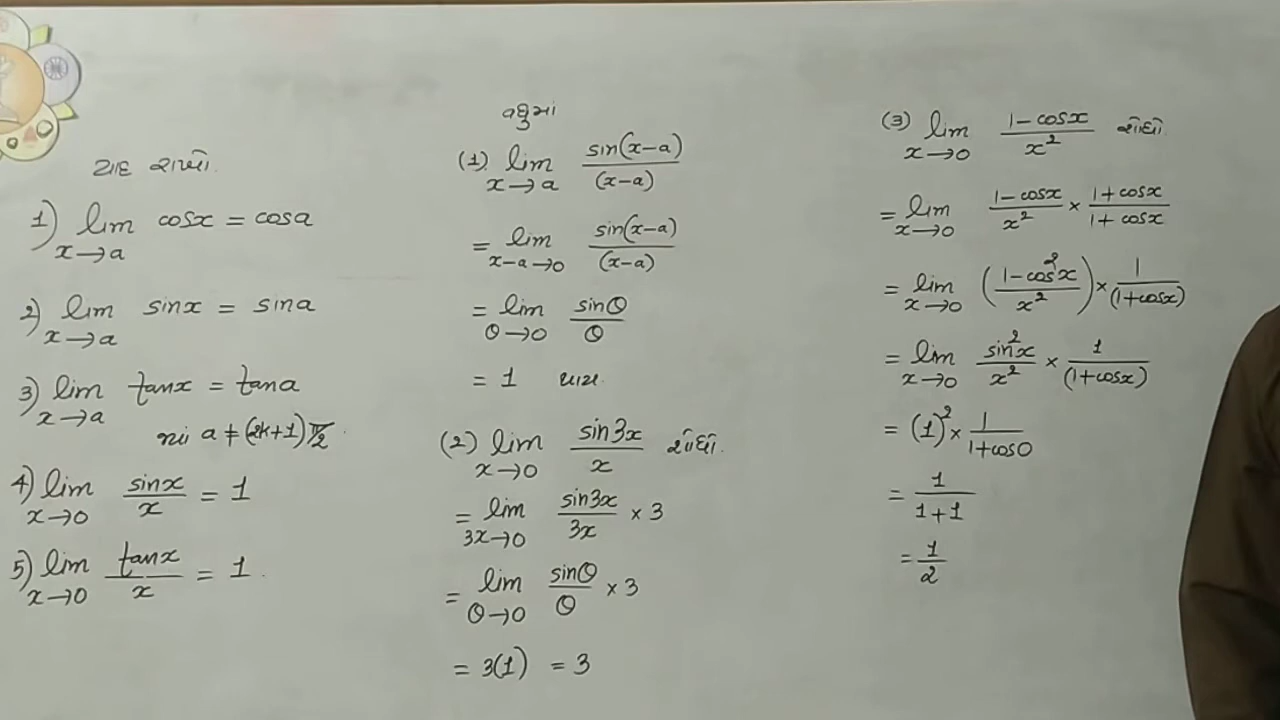 યાદ રાખો.
1) lim x→a cosx = cosa
2) lim x→a sinx = sina
3) lim x→a tanx = tana
a ≠ (2k+1)π/2.
4) lim x→0 sinx/x = 1
5) lim x→0 tanx/x = 1.
વધુમાં
(1). lim x→a sin(x-a)/(x-a)
= lim x-a→0 sin(x-a)/(x-a)
= lim θ→0 sinθ/θ
= 1 થાય.
(2) lim x→0 sin3x/x શોધો.
= lim 3x→0 sin3x/3x × 3
= lim θ→0 sinθ/θ × 3
= 3(1) = 3
(3) lim x→0 1-cosx/x² શોધો.
= lim x→0 1-cosx/x² × 1+cosx/1+cosx
= lim x→0 (1-cos²x/x²) × 1/(1+cosx)
= lim x→0 sin²x/x² × 1/(1+cosx)
= (1)² × 1/1+cos0
= 1/1+1
= 1/2